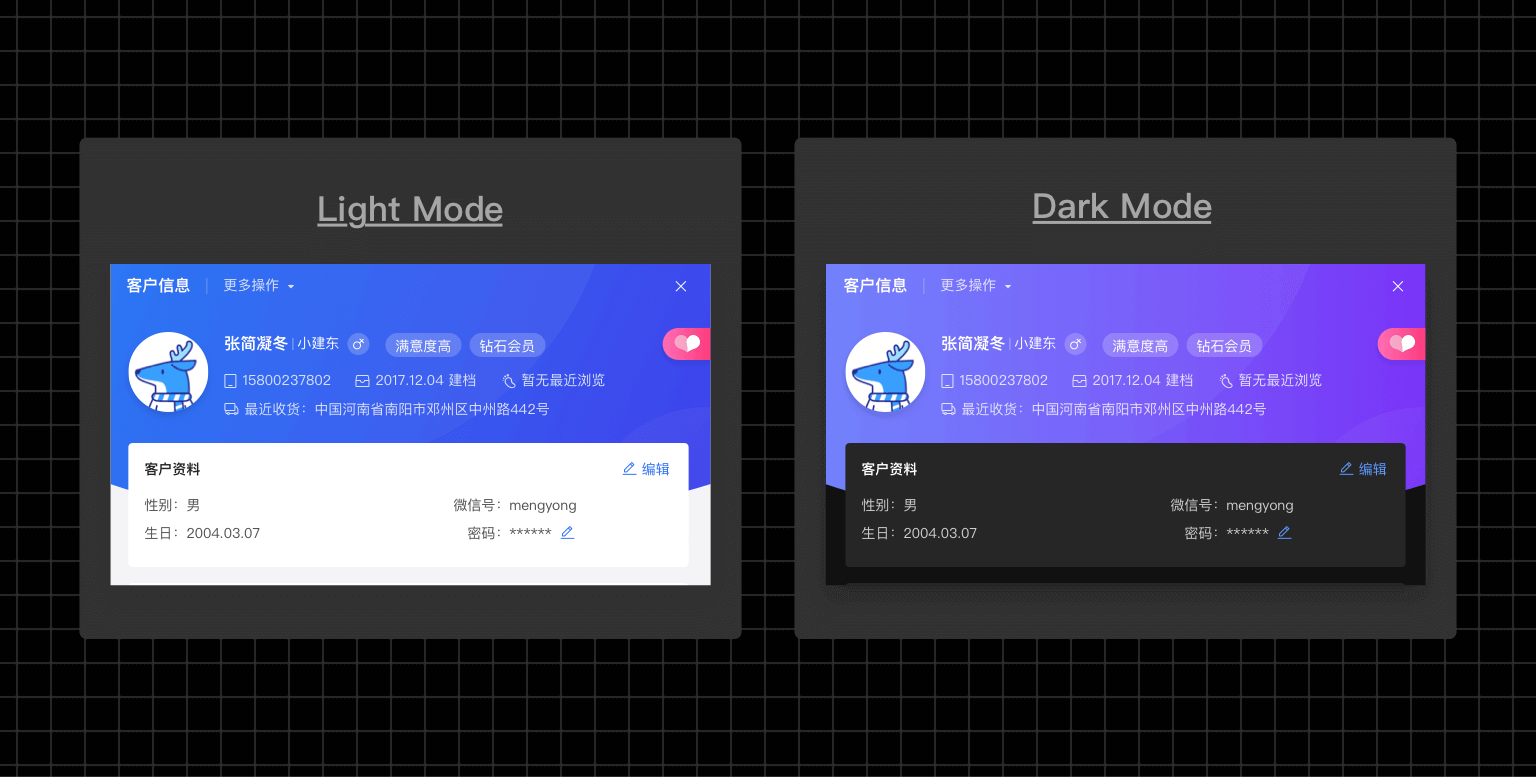 Light Mode
客户信息 | 更多操作
张简凝冬 | 小建东 满意度高 钻石会员
15800237802 2017.12.04 建档 暂无最近浏览
最近收货：中国河南省南阳市邓州区中州路442号
客户资料 编辑
性别：男 微信号：mengyong
生日：2004.03.07 密码：******
Dark Mode
客户信息 | 更多操作
张简凝冬 | 小建东 满意度高 钻石会员
15800237802 2017.12.04 建档 暂无最近浏览
最近收货：中国河南省南阳市邓州区中州路442号
客户资料 编辑
性别：男 微信号：mengyong
生日：2004.03.07 密码：******